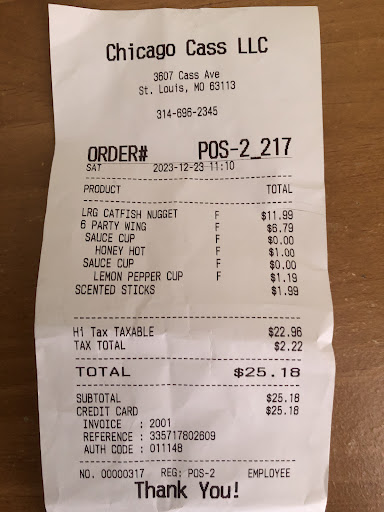 Chicago Cass LLC
3607 Cass Ave
St. Louis, MO 63113
314-696-2345
ORDER# POS-2_217
SAT 2023-12-23 11:10
PRODUCT TOTAL
LRG CATFISH NUGGET F $11.99
6 PARTY WING F $6.79
SAUCE CUP F $0.00
HONEY HOT F $1.00
SAUCE CUP F $0.00
LEMON PEPPER CUP F $1.19
SCENTED STICKS $1.99
Hi Tax TAXABLE $22.96
TAX TOTAL $2.22
TOTAL $25.18
SUBTOTAL $25.18
CREDIT CARD $25.18
INVOICE : 2001
REFERENCE : 335717802609
AUTH CODE : 011148
NO. 00000317 REG: POS-2 EMPLOYEE
Thank You!